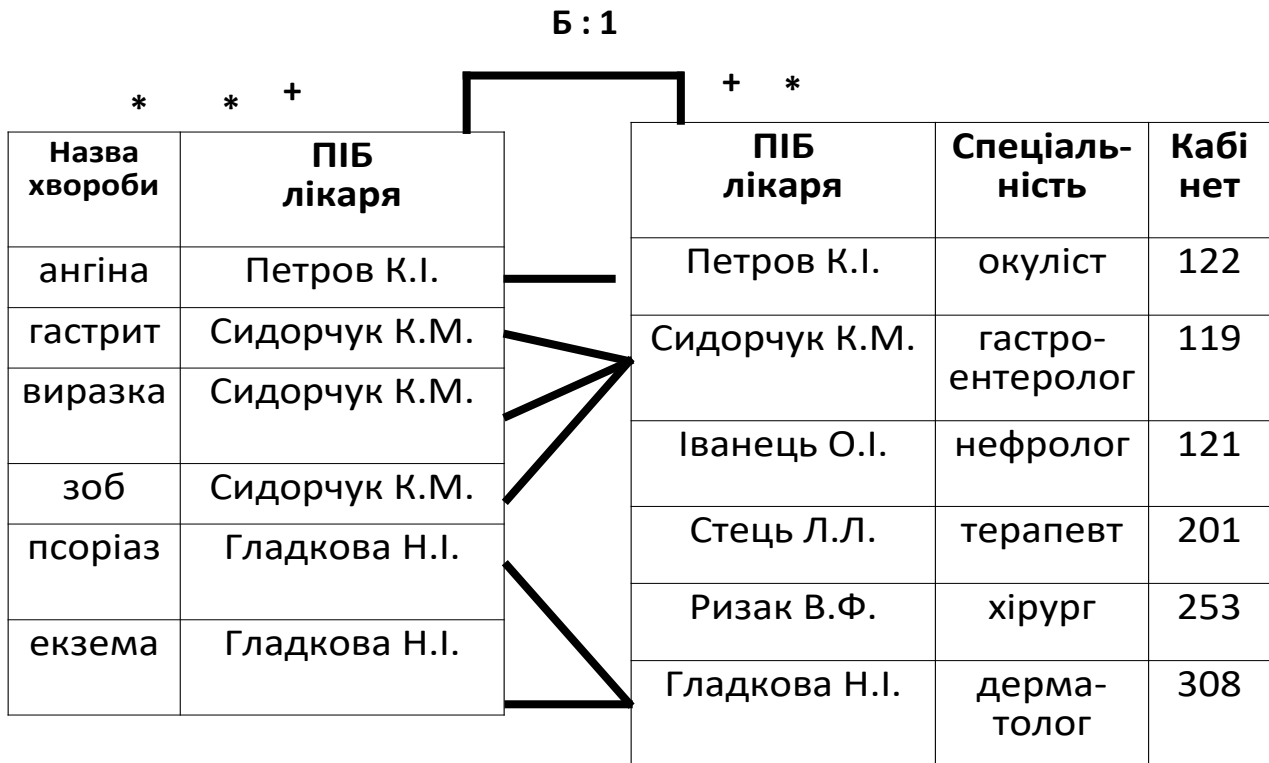 Б : 1
* * +
+ *
Назва
хвороби
ПІБ
лікаря
ангіна Петров К.І.
гастрит Сидорчук К.М.
виразка Сидорчук К.М.
зоб Сидорчук К.М.
псоріаз Гладкова Н.І.
екзема Гладкова Н.І.
ПІБ
лікаря
Спеціаль-
ність
Кабі
нет
Петров К.І. окуліст 122
Сидорчук К.М. гастро-
ентеролог
119
Іванець О.І. нефролог 121
Стець Л.Л. терапевт 201
Ризак В.Ф. хірург 253
Гладкова Н.І. дерма-
толог
308